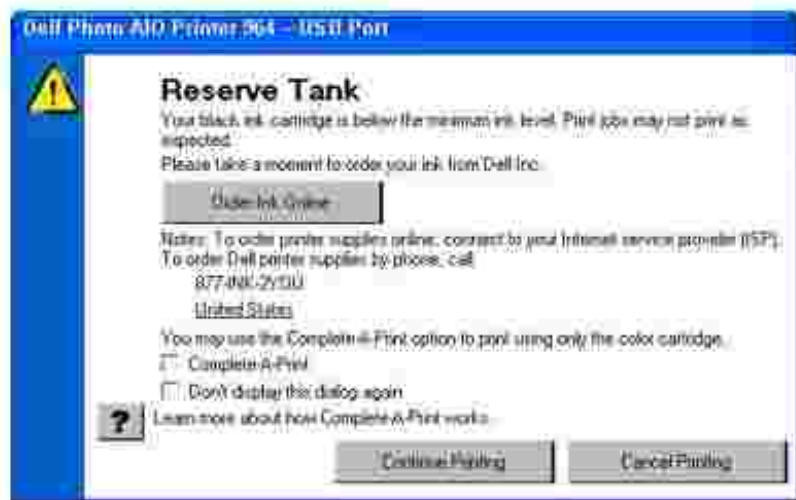 Dell Photo AIO Printer 964 - USB Port
Reserve Tank
Your black ink cartridge is below the minimum ink level. Print jobs may not print as
expected.
Please take a moment to order your ink from Dell Inc.
Order Ink Online
Notes: To order printer supplies online, connect to your Internet service provider (ISP).
To order Dell printer supplies by phone, call
877-INK-2YOU
United States
You may use the Complete-A-Print option to print using only the color cartridge.
Complete-A-Print
Don't display this dialog again
? Learn more about how Complete-A-Print works.
Continue Printing
Cancel Printing